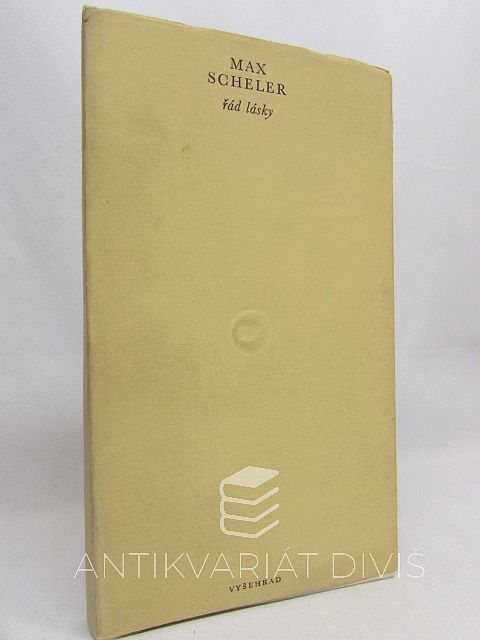 MAX
SCHELER
řád lásky
ANTIKVARIÁT DIVIŠ
VYŠEHRAD